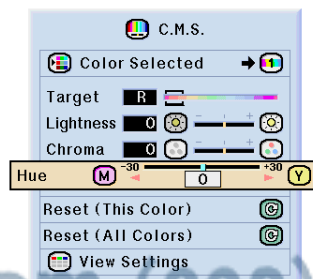 C.M.S.
Color Selected 1
Target R
Lightness 0 - +
Chroma 0 - +
Hue M -30 0 +30 Y
Reset (This Color)
Reset (All Colors)
View Settings